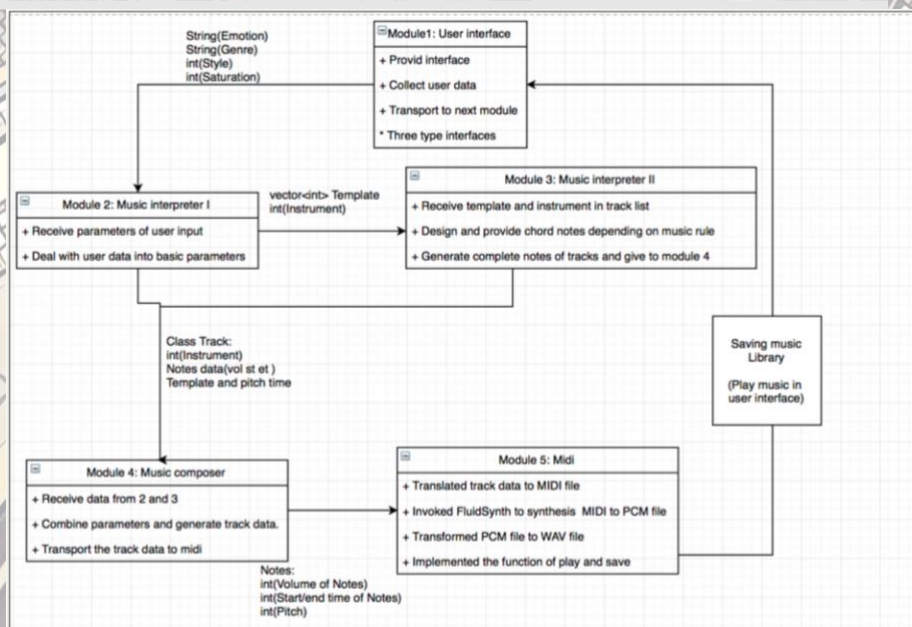 String(Emotion)
String(Genre)
int(Style)
int(Saturation)
Module1: User interface
+ Provid interface
+ Collect user data
+ Transport to next module
* Three type interfaces
Module 2: Music interpreter I
+ Receive parameters of user input
+ Deal with user data into basic parameters
vector<int> Template
int(Instrument)
Module 3: Music interpreter II
+ Receive template and instrument in track list
+ Design and provide chord notes depending on music rule
+ Generate complete notes of tracks and give to module 4
Class Track:
int(Instrument)
Notes data(vol st et )
Template and pitch time
Saving music
Library
(Play music in
user interface)
Module 4: Music composer
+ Receive data from 2 and 3
+ Combine parameters and generate track data.
+ Transport the track data to midi
Notes:
int(Volume of Notes)
int(Start/end time of Notes)
int(Pitch)
Module 5: Midi
+ Translated track data to MIDI file
+ Invoked FluidSynth to synthesis MIDI to PCM file
+ Transformed PCM file to WAV file
+ Implemented the function of play and save